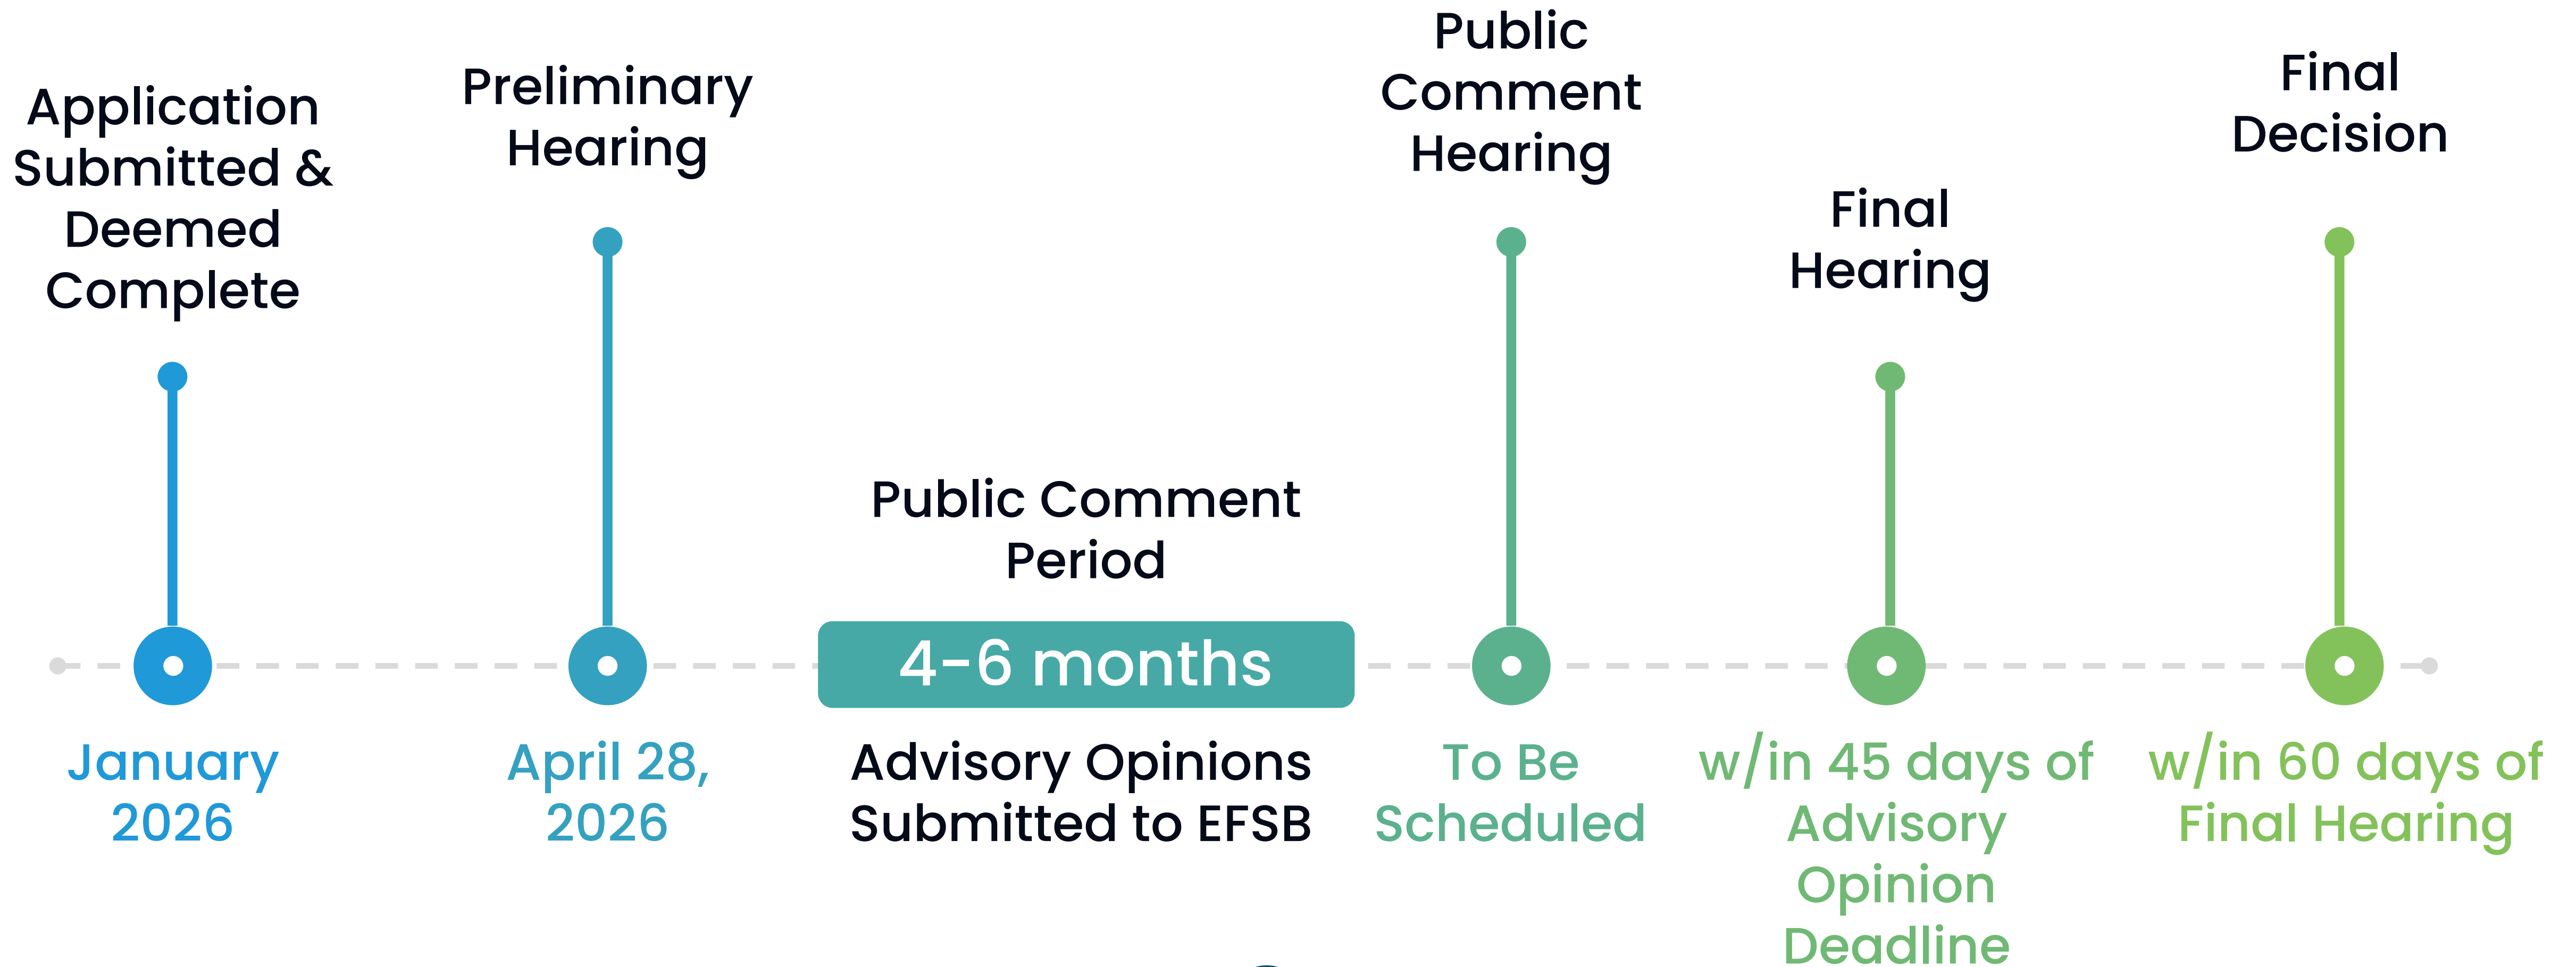 Application
Submitted &
Deemed
Complete
January
2026
Preliminary
Hearing
April 28,
2026
Public Comment
Period
4-6 months
Advisory Opinions
Submitted to EFSB
Public
Comment
Hearing
To Be
Scheduled
Final
Hearing
w/in 45 days of
Advisory
Opinion
Deadline
Final
Decision
w/in 60 days of
Final Hearing